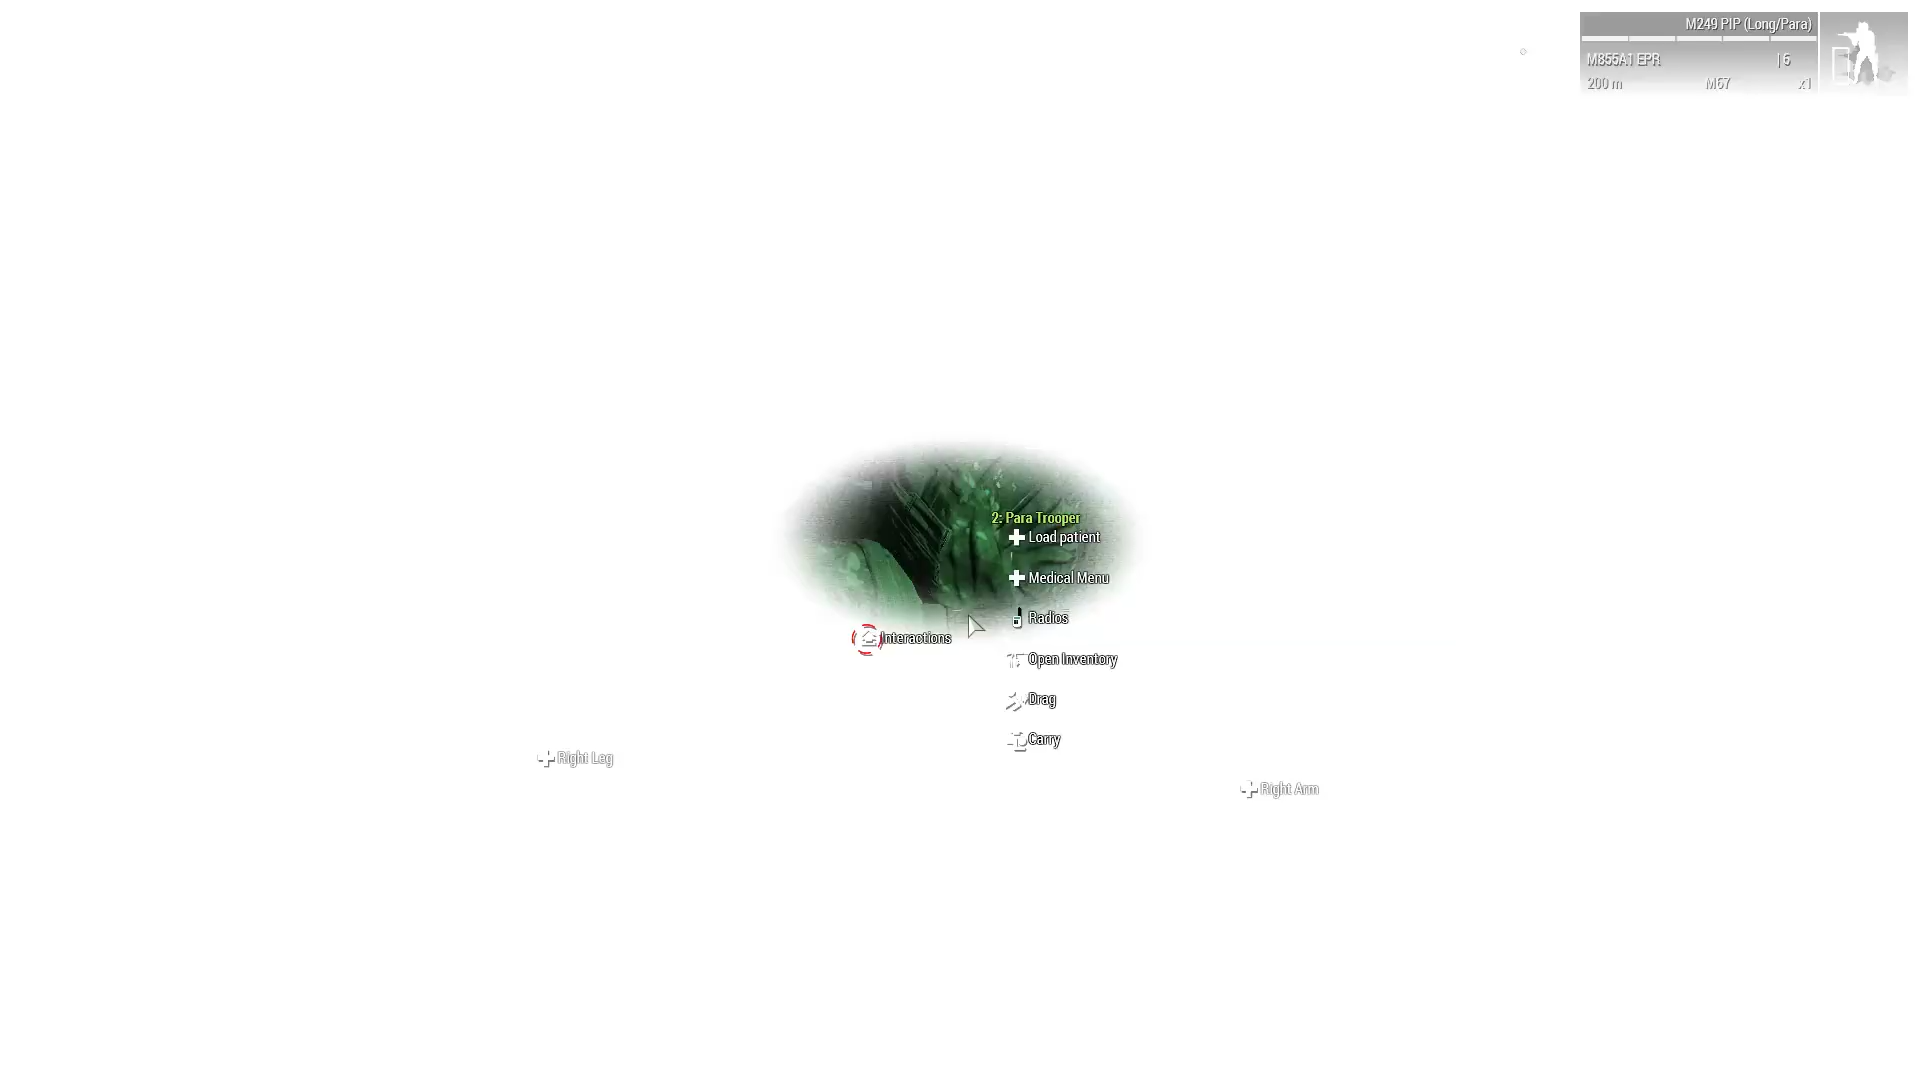 M249 PIP (Long/Para)
M855A1 EPR | 6
200 m M67 x1
2: Para Trooper
Load patient
Medical Menu
Radios
Interactions
Open Inventory
Drag
Carry
Right Leg
Right Arm